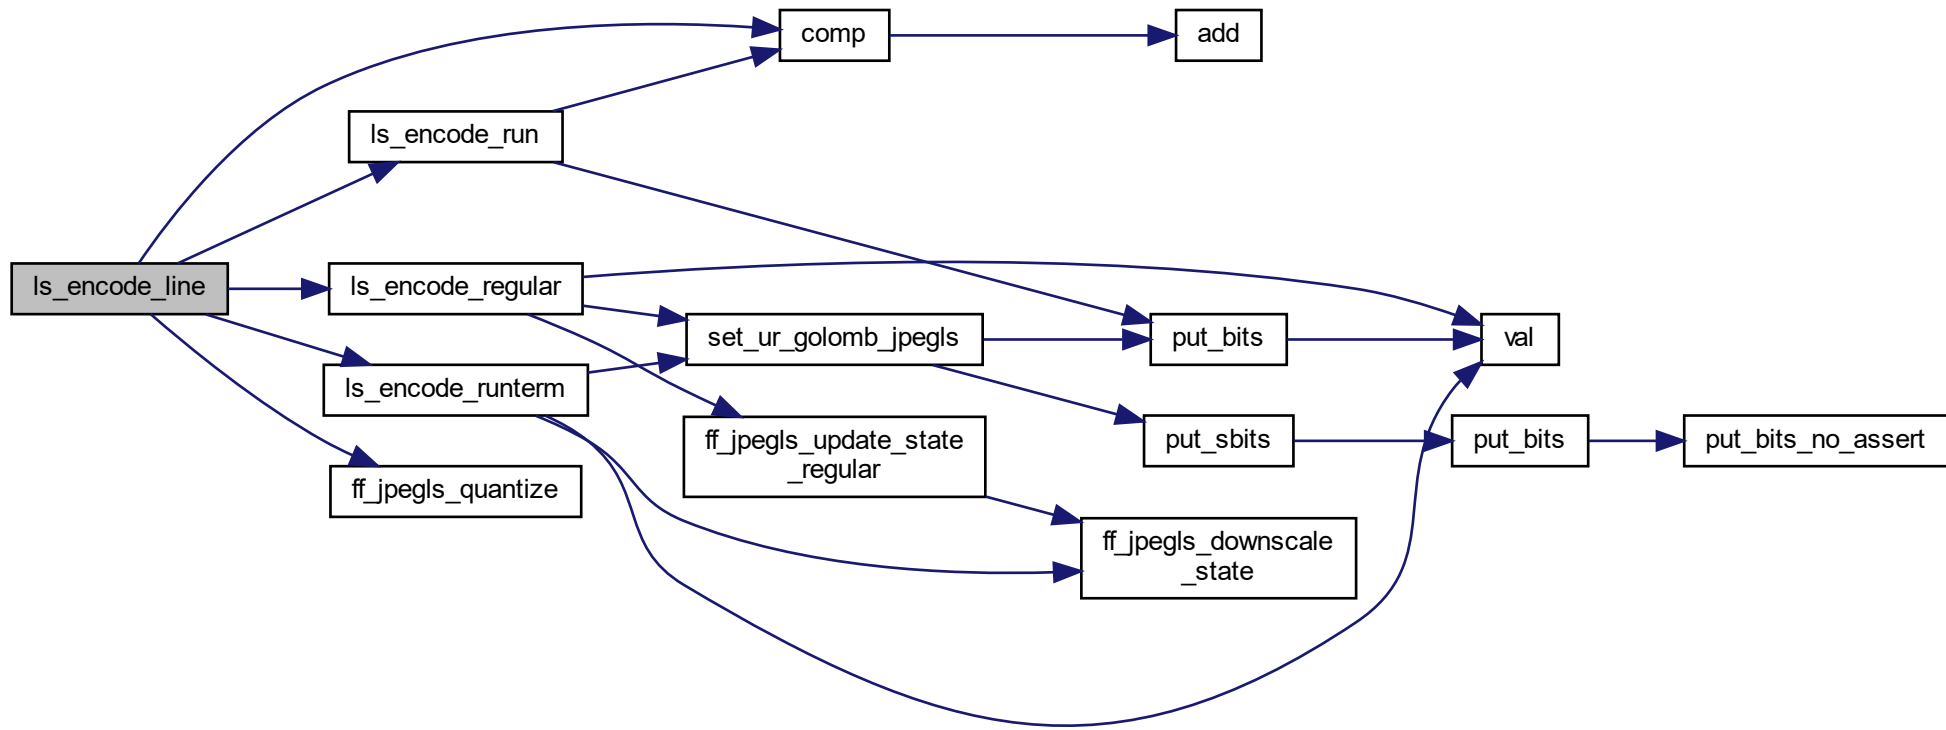 comp
add
ls_encode_run
ls_encode_line
ls_encode_regular
set_ur_golomb_jpegls
put_bits
val
ls_encode_runterm
ff_jpegls_update_state
_regular
put_sbits
put_bits
put_bits_no_assert
ff_jpegls_quantize
ff_jpegls_downscale
_state